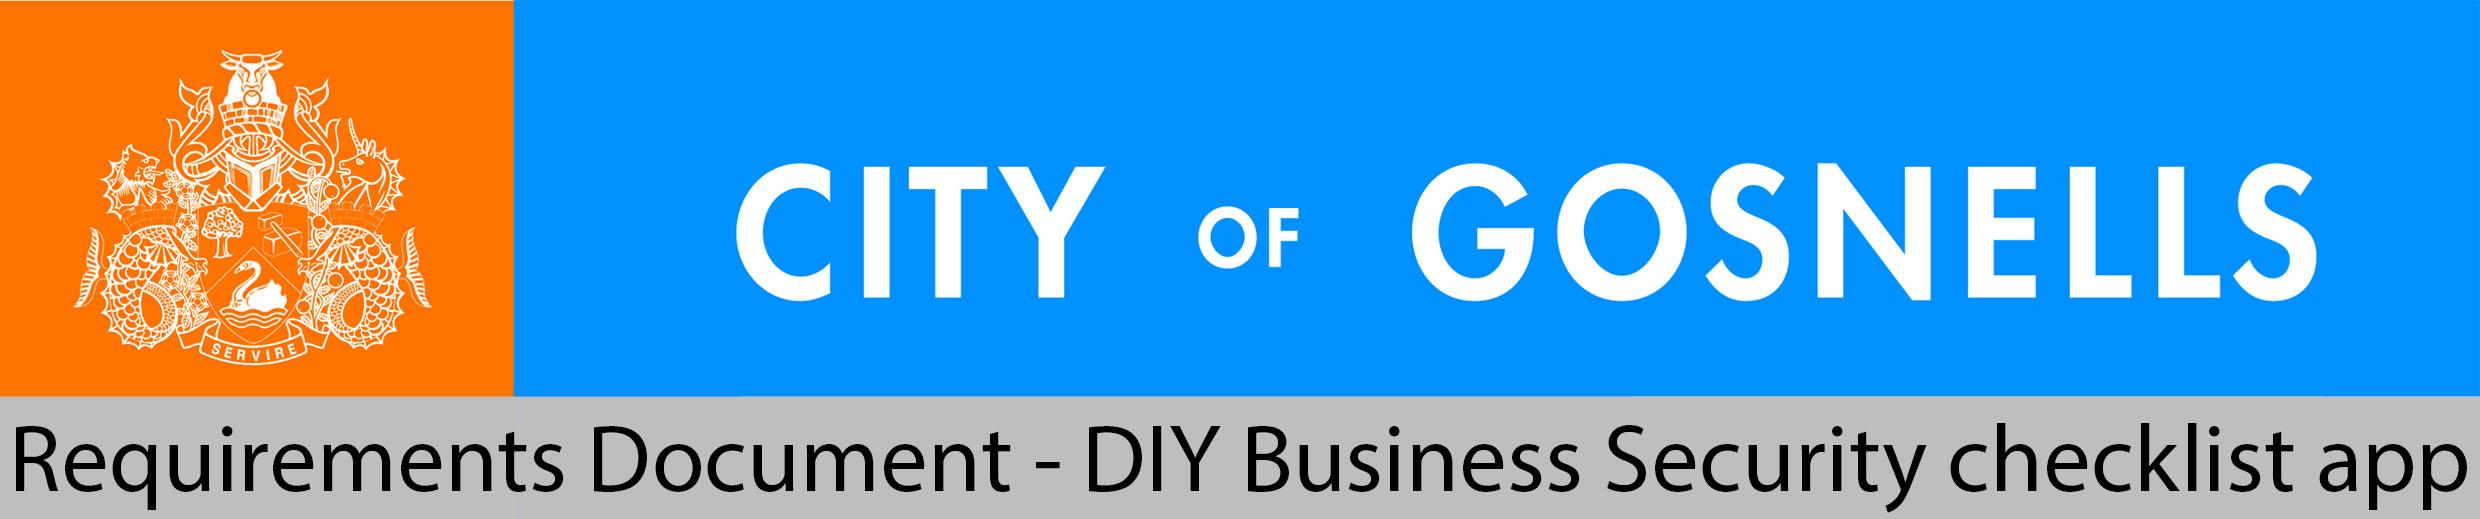 SERVIRE
CITY OF GOSNELLS
Requirements Document - DIY Business Security checklist app